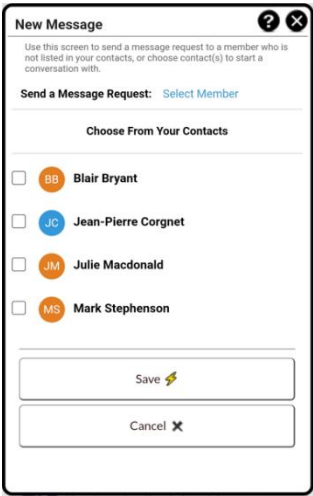 New Message
Use this screen to send a message request to a member who is
not listed in your contacts, or choose contact(s) to start a
conversation with.
Send a Message Request: Select Member
Choose From Your Contacts
BB Blair Bryant
JC Jean-Pierre Corgnet
JM Julie Macdonald
MS Mark Stephenson
Save
Cancel